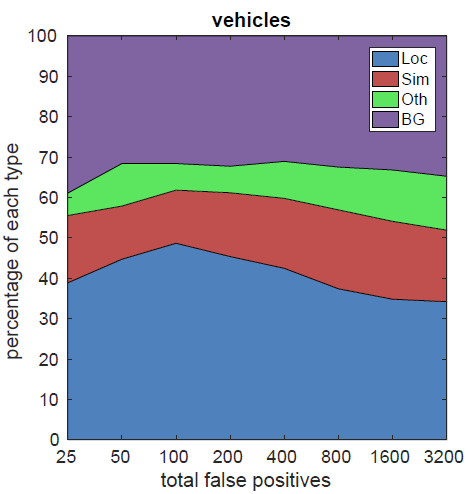 vehicles
percentage of each type
100
90
80
70
60
50
40
30
20
10
0
Loc
Sim
Oth
BG
25 50 100 200 400 800 1600 3200
total false positives